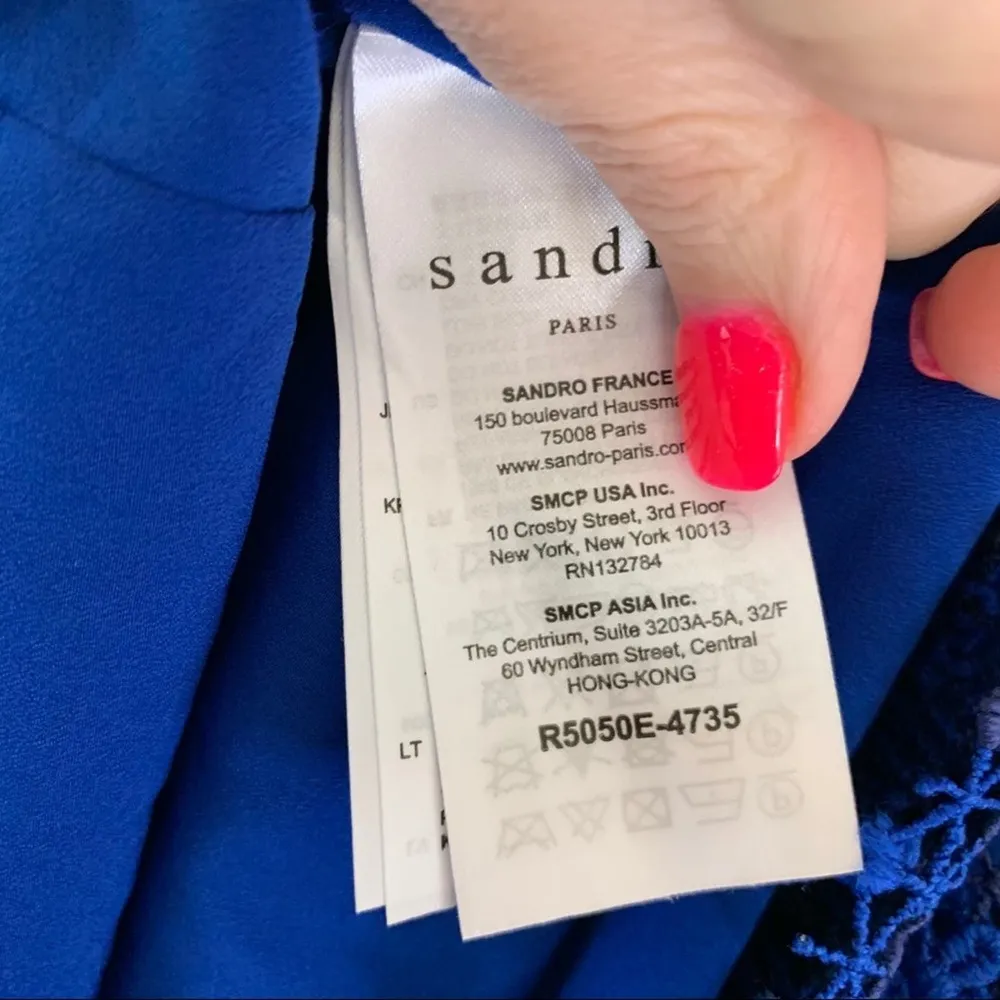 sand
PARIS
SANDRO FRANCE
150 boulevard Haussma
75008 Paris
www.sandro-paris.com
SMCP USA Inc.
10 Crosby Street, 3rd Floor
New York, New York 10013
RN132784
SMCP ASIA Inc.
The Centrium, Suite 3203A-5A, 32/F
60 Wyndham Street, Central
HONG-KONG
R5050E-4735
LT